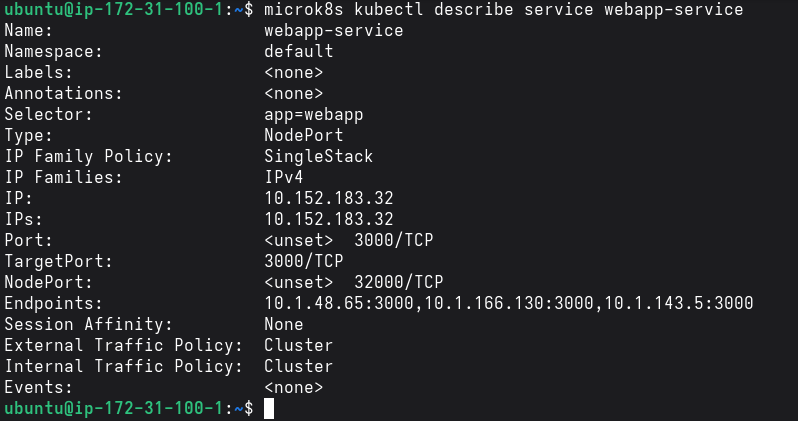 ubuntu@ip-172-31-100-1:~$ microk8s kubectl describe service webapp-service
Name:                     webapp-service
Namespace:                default
Labels:                   <none>
Annotations:              <none>
Selector:                 app=webapp
Type:                     NodePort
IP Family Policy:         SingleStack
IP Families:              IPv4
IP:                       10.152.183.32
IPs:                      10.152.183.32
Port:                     <unset>  3000/TCP
TargetPort:               3000/TCP
NodePort:                 <unset>  32000/TCP
Endpoints:                10.1.48.65:3000,10.1.166.130:3000,10.1.143.5:3000
Session Affinity:         None
External Traffic Policy:  Cluster
Internal Traffic Policy:  Cluster
Events:                   <none>
ubuntu@ip-172-31-100-1:~$